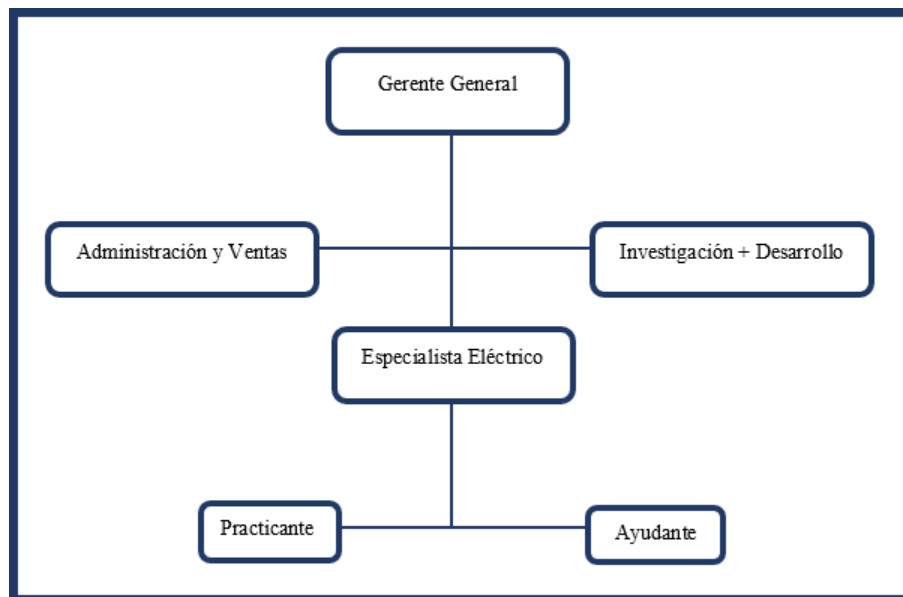 Gerente General
Administración y Ventas
Investigación + Desarrollo
Especialista Eléctrico
Practicante
Ayudante